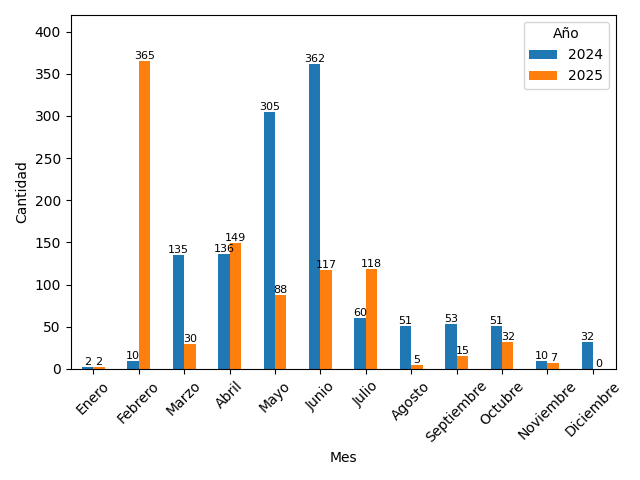 Año
2024
2025
400
350
300
250
200
150
100
50
0
Cantidad
2 2
10 365
135 30
136 149
305 88
362 117
60 118
51 5
53 15
51 32
10 7
32 0
Enero
Febrero
Marzo
Abril
Mayo
Junio
Julio
Agosto
Septiembre
Octubre
Noviembre
Diciembre
Mes